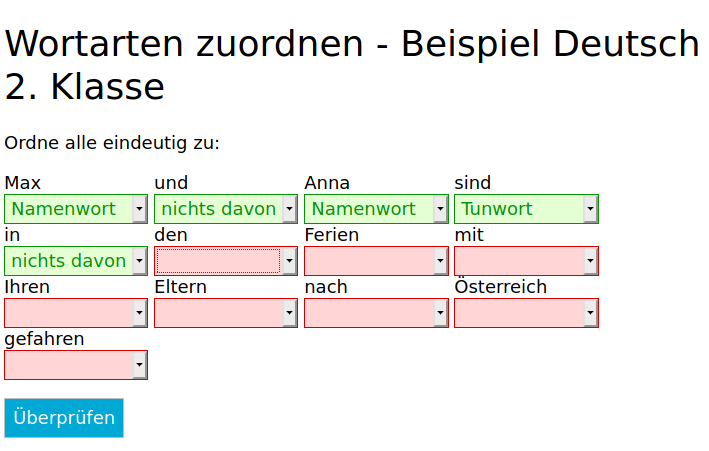 Wortarten zuordnen - Beispiel Deutsch
2. Klasse
Ordne alle eindeutig zu:
Max und Anna sind
Namenwort nichts davon Namenwort Tunwort
in den Ferien mit
nichts davon
Ihren Eltern nach Österreich
gefahren
Überprüfen